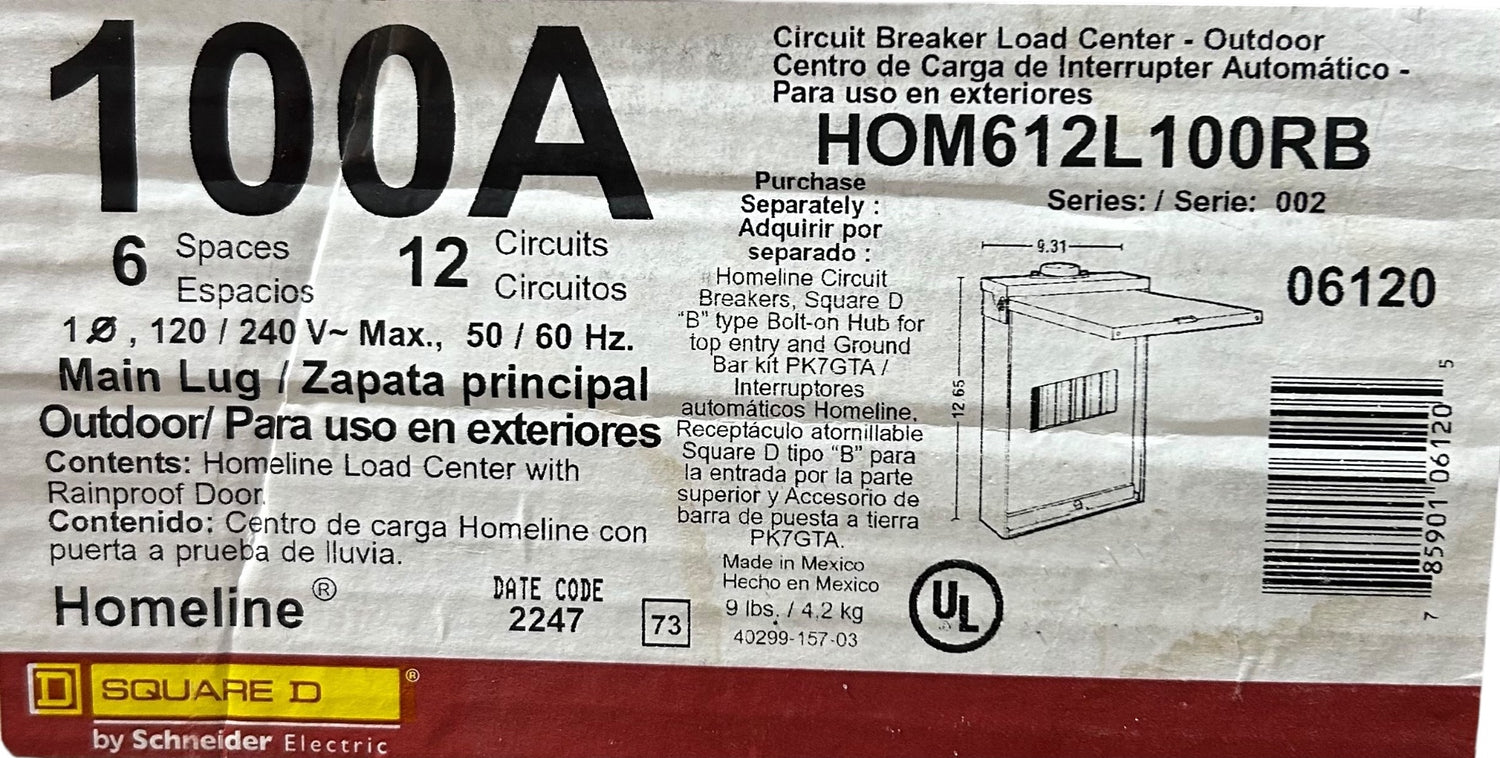 100A
6 Spaces
Espacios
12 Circuits
Circuitos
1 Ø , 120 / 240 V~ Max., 50 / 60 Hz.
Main Lug / Zapata principal
Outdoor/ Para uso en exteriores
Contents: Homeline Load Center with
Rainproof Door.
Contenido: Centro de carga Homeline con
puerta a prueba de lluvia.
Homeline ®
DATE CODE
2247
73
Circuit Breaker Load Center - Outdoor
Centro de Carga de Interrupter Automático -
Para uso en exteriores
HOM612L100RB
Series: / Serie: 002
Purchase
Separately :
Adquirir por
separado :
Homeline Circuit
Breakers, Square D
“B” type Bolt-on Hub for
top entry and Ground
Bar kit PK7GTA /
Interruptores
automáticos Homeline,
Receptáculo atornillable
Square D tipo “B” para
la entrada por la parte
superior y Accesorio de
barra de puesta a tierra
PK7GTA.
Made in Mexico
Hecho en Mexico
9 lbs. / 4.2 kg
40299-157-03
9.31
12.65
UL
06120
7 85901 06120 5
D SQUARE D ®
by Schneider Electric